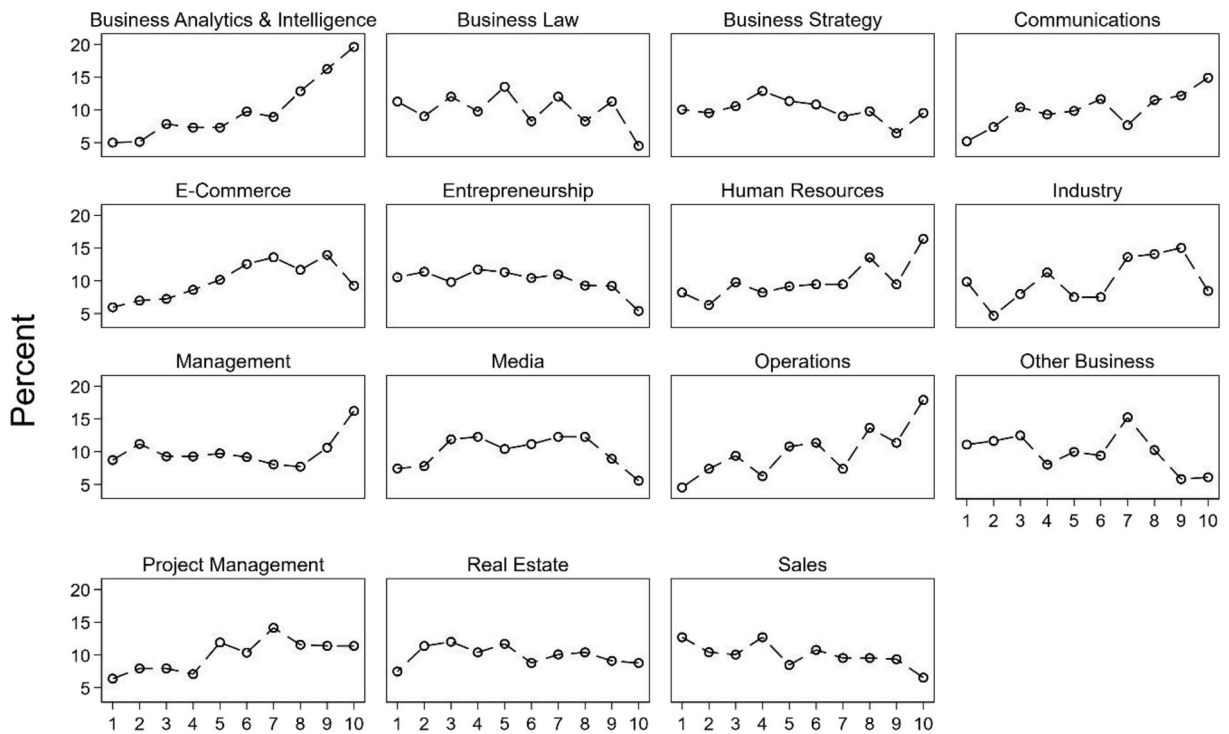 Business Analytics & Intelligence Business Law Business Strategy Communications
20
15
10
5
E-Commerce Entrepreneurship Human Resources Industry
20
15
10
5
Percent
Management Media Operations Other Business
20
15
10
5
1 2 3 4 5 6 7 8 9 10
Project Management Real Estate Sales
20
15
10
5
1 2 3 4 5 6 7 8 9 10 1 2 3 4 5 6 7 8 9 10 1 2 3 4 5 6 7 8 9 10